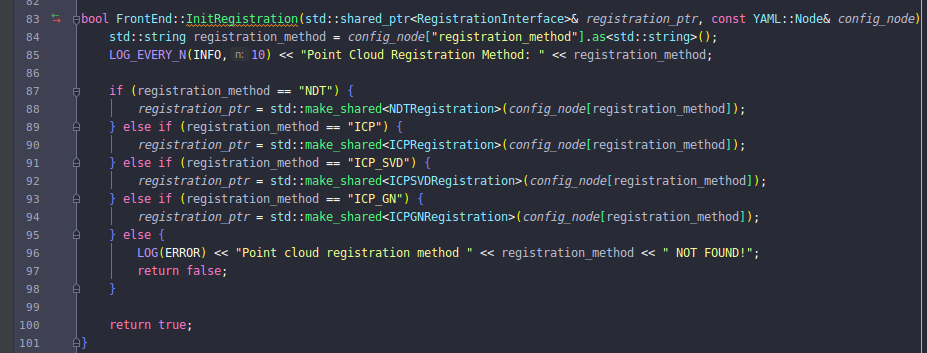 82
83 bool FrontEnd::InitRegistration(std::shared_ptr<RegistrationInterface>& registration_ptr, const YAML::Node& config_node)
84 std::string registration_method = config_node["registration_method"].as<std::string>();
85 LOG_EVERY_N(INFO, n: 10) << "Point Cloud Registration Method: " << registration_method;
86
87 if (registration_method == "NDT") {
88 registration_ptr = std::make_shared<NDTRegistration>(config_node[registration_method]);
89 } else if (registration_method == "ICP") {
90 registration_ptr = std::make_shared<ICPRegistration>(config_node[registration_method]);
91 } else if (registration_method == "ICP_SVD") {
92 registration_ptr = std::make_shared<ICPSVDRegistration>(config_node[registration_method]);
93 } else if (registration_method == "ICP_GN") {
94 registration_ptr = std::make_shared<ICPGNRegistration>(config_node[registration_method]);
95 } else {
96 LOG(ERROR) << "Point cloud registration method " << registration_method << " NOT FOUND!";
97 return false;
98 }
99
100 return true;
101 }